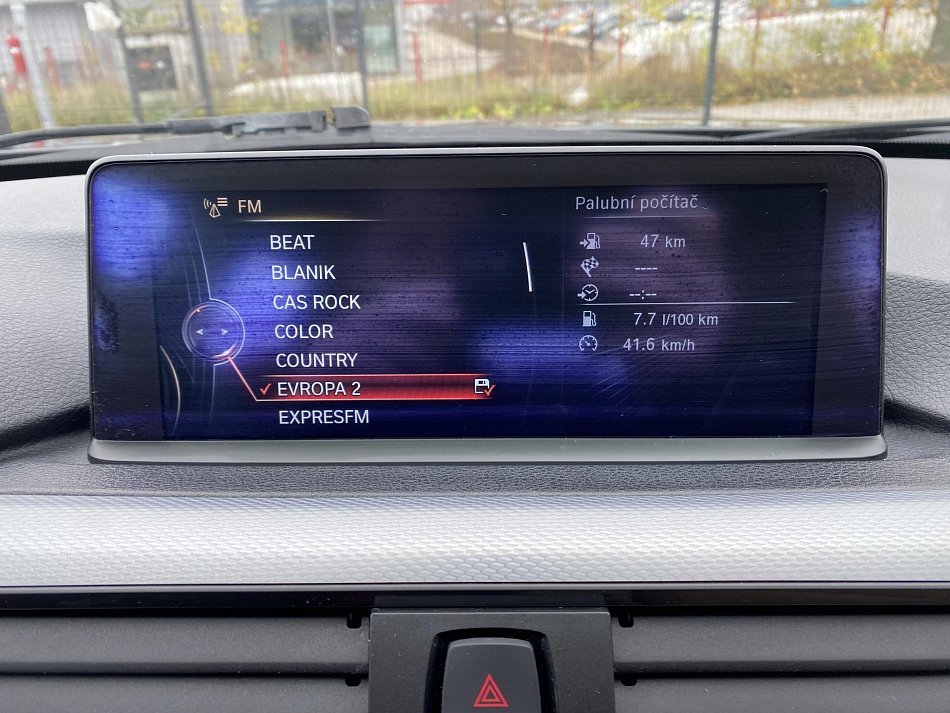 FM
BEAT
BLANIK
CAS ROCK
COLOR
COUNTRY
EVROPA 2
EXPRESFM
Palubní počítač
47 km
----
--:--
7.7 l/100 km
41.6 km/h